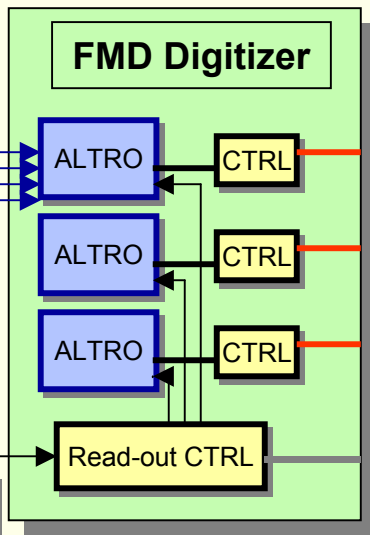 FMD Digitizer
ALTRO
CTRL
ALTRO
CTRL
ALTRO
CTRL
Read-out CTRL